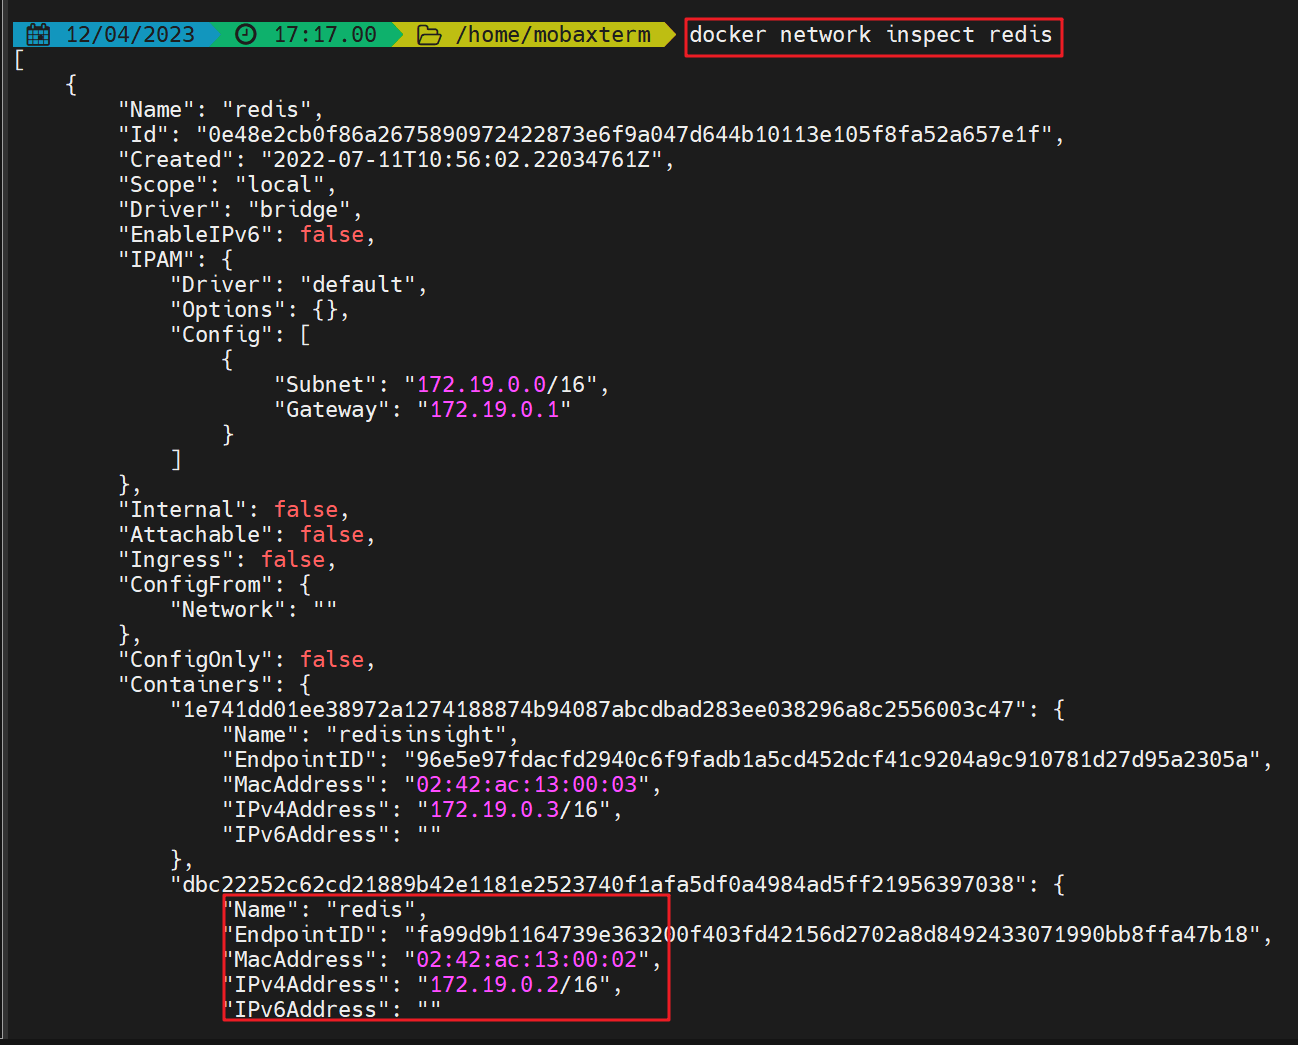 12/04/2023 17:17.00 /home/mobaxterm docker network inspect redis
[
    {
        "Name": "redis",
        "Id": "0e48e2cb0f86a2675890972422873e6f9a047d644b10113e105f8fa52a657e1f",
        "Created": "2022-07-11T10:56:02.22034761Z",
        "Scope": "local",
        "Driver": "bridge",
        "EnableIPv6": false,
        "IPAM": {
            "Driver": "default",
            "Options": {},
            "Config": [
                {
                    "Subnet": "172.19.0.0/16",
                    "Gateway": "172.19.0.1"
                }
            ]
        },
        "Internal": false,
        "Attachable": false,
        "Ingress": false,
        "ConfigFrom": {
            "Network": ""
        },
        "ConfigOnly": false,
        "Containers": {
            "1e741dd01ee38972a1274188874b94087abcdbad283ee038296a8c2556003c47": {
                "Name": "redisinsight",
                "EndpointID": "96e5e97fdacfd2940c6f9fadb1a5cd452dcf41c9204a9c910781d27d95a2305a",
                "MacAddress": "02:42:ac:13:00:03",
                "IPv4Address": "172.19.0.3/16",
                "IPv6Address": ""
            },
            "dbc22252c62cd21889b42e1181e2523740f1afa5df0a4984ad5ff21956397038": {
                "Name": "redis",
                "EndpointID": "fa99d9b1164739e363200f403fd42156d2702a8d8492433071990bb8ffa47b18",
                "MacAddress": "02:42:ac:13:00:02",
                "IPv4Address": "172.19.0.2/16",
                "IPv6Address": ""